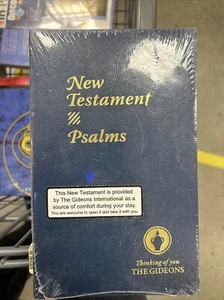 New
Testament
Psalms
This New Testament is provided
by The Gideons International as a
source of comfort during your stay.
You are welcome to open it and take it with you.
Thinking of you
THE GIDEONS